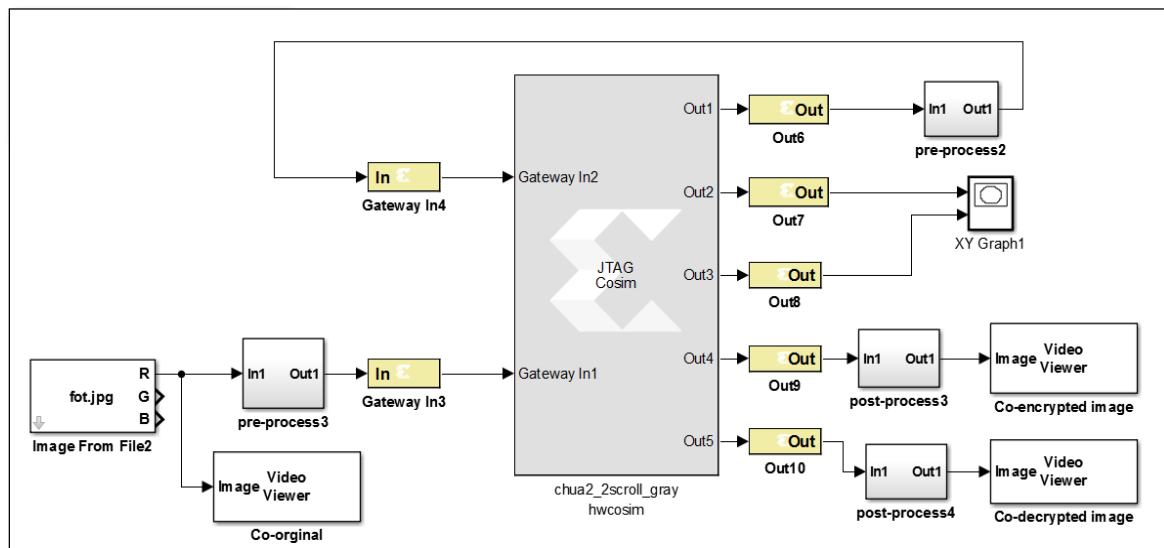 Out1
Out
Out6
In1 Out1
pre-process2
In
Gateway In4
Gateway In2
Out2
Out
Out7
XY Graph1
JTAG
Cosim
Out3
Out
Out8
fot.jpg
R
G
B
Image From File2
In1 Out1
pre-process3
In
Gateway In3
Gateway In1
Out4
Out
Out9
In1 Out1
post-process3
Image Video
Viewer
Co-encrypted image
Image Video
Viewer
Co-orginal
Out5
Out
Out10
In1 Out1
post-process4
Image Video
Viewer
Co-decrypted image
chua2_2scroll_gray
hwcosim